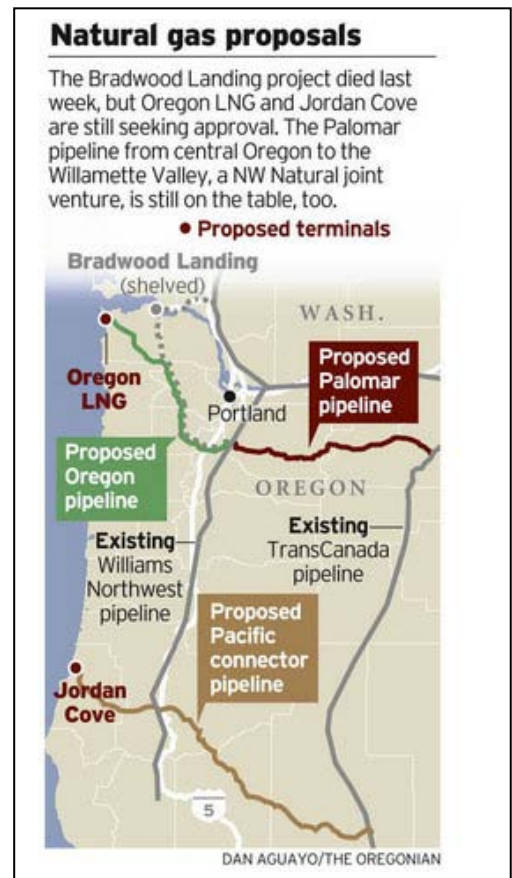 Natural gas proposals
The Bradwood Landing project died last
week, but Oregon LNG and Jordan Cove
are still seeking approval. The Palomar
pipeline from central Oregon to the
Willamette Valley, a NW Natural joint
venture, is still on the table, too.
• Proposed terminals
Bradwood Landing
(shelved)
WASH.
Oregon
LNG
Proposed
Palomar
pipeline
Portland
Proposed
Oregon
pipeline
OREGON
Existing
Williams
Northwest
pipeline
Existing
TransCanada
pipeline
Proposed
Pacific
connector
pipeline
Jordan
Cove
5
DAN AGUAYO/THE OREGONIAN